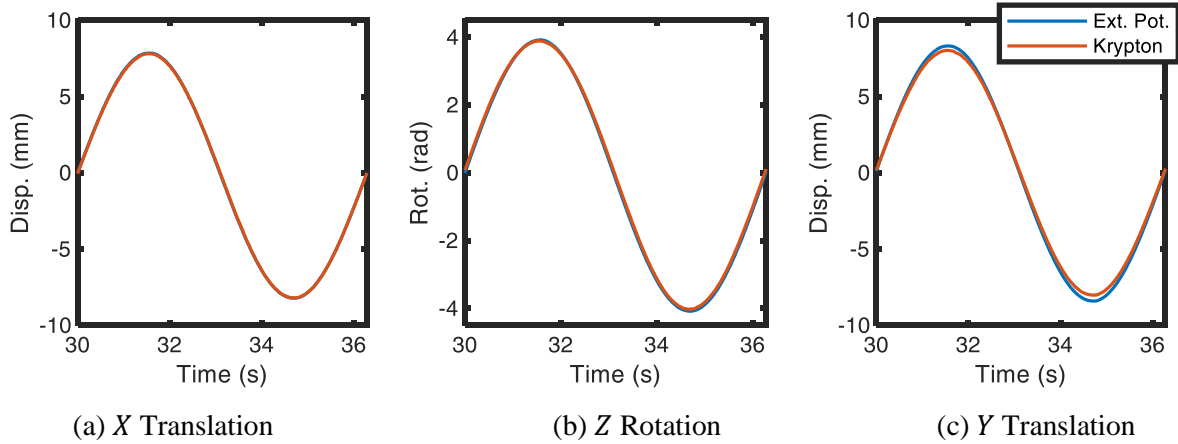 Ext. Pot.
Krypton
10
5
0
-5
-10
Disp. (mm)
30
32
34
36
Time (s)
(a) X Translation
4
2
0
-2
-4
Rot. (rad)
30
32
34
36
Time (s)
(b) Z Rotation
10
5
0
-5
-10
Disp. (mm)
30
32
34
36
Time (s)
(c) Y Translation